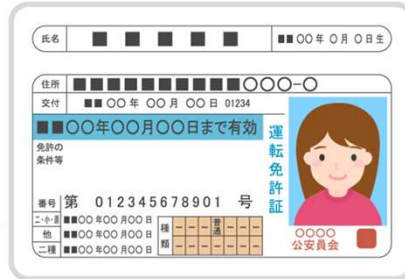 氏名 ■ ■ ■ ■ ■ ■■○○年 ○月 ○日生
住所 ■■■■■■■■■■○○○-○
交付 ■■ ○○年 ○○月 ○○日 01234
■■○○年○○月○○日まで有効
免許の
条件等
運転免許証
番号 第 012345678901 号
二・小・原 ■■○○年○○月○○日
他 ■■○○年○○月○○日
二種 ■■○○年○○月○○日
種類 - - - 普通 - - -
- - - - - - -
○○○○
公安員会